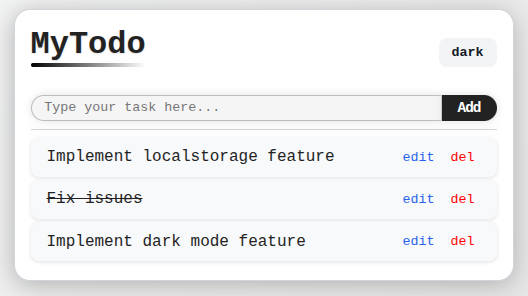 MyTodo
dark
Type your task here...
Add
Implement localstorage feature edit del
Fix issues edit del
Implement dark mode feature edit del